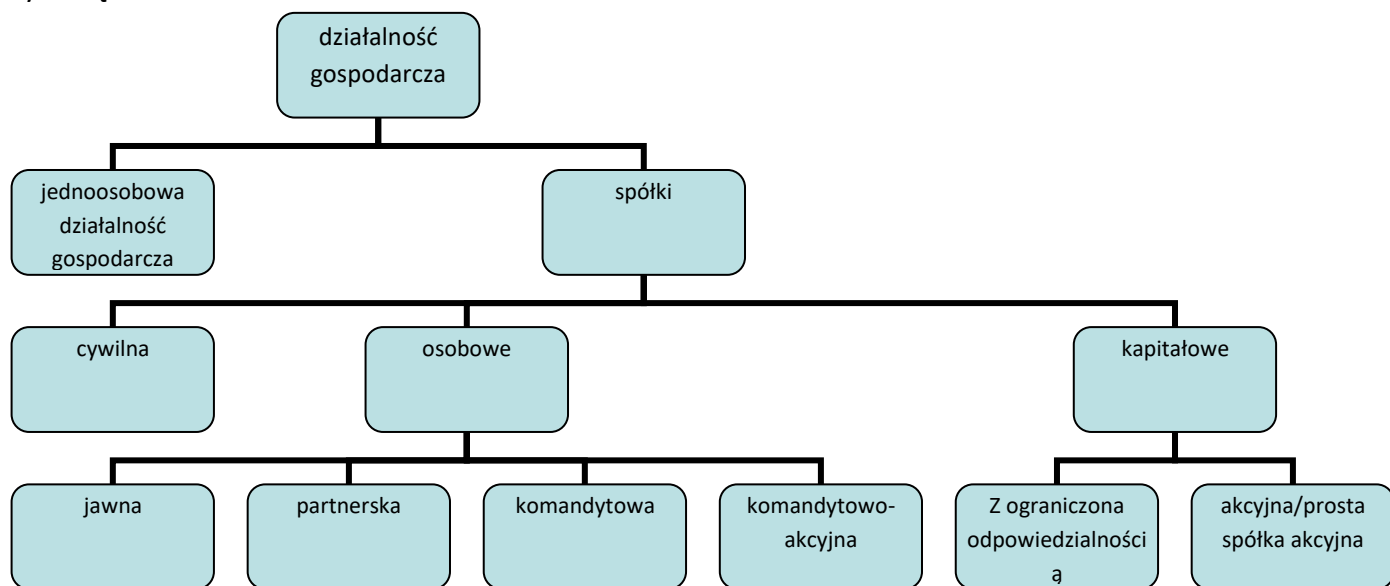 działalność
gospodarcza
jednoosobowa
działalność
gospodarcza
spółki
cywilna
osobowe
kapitałowe
jawna
partnerska
komandytowa
komandytowo-
akcyjna
Z ograniczona
odpowiedzialności
ą
akcyjna/prosta
spółka akcyjna